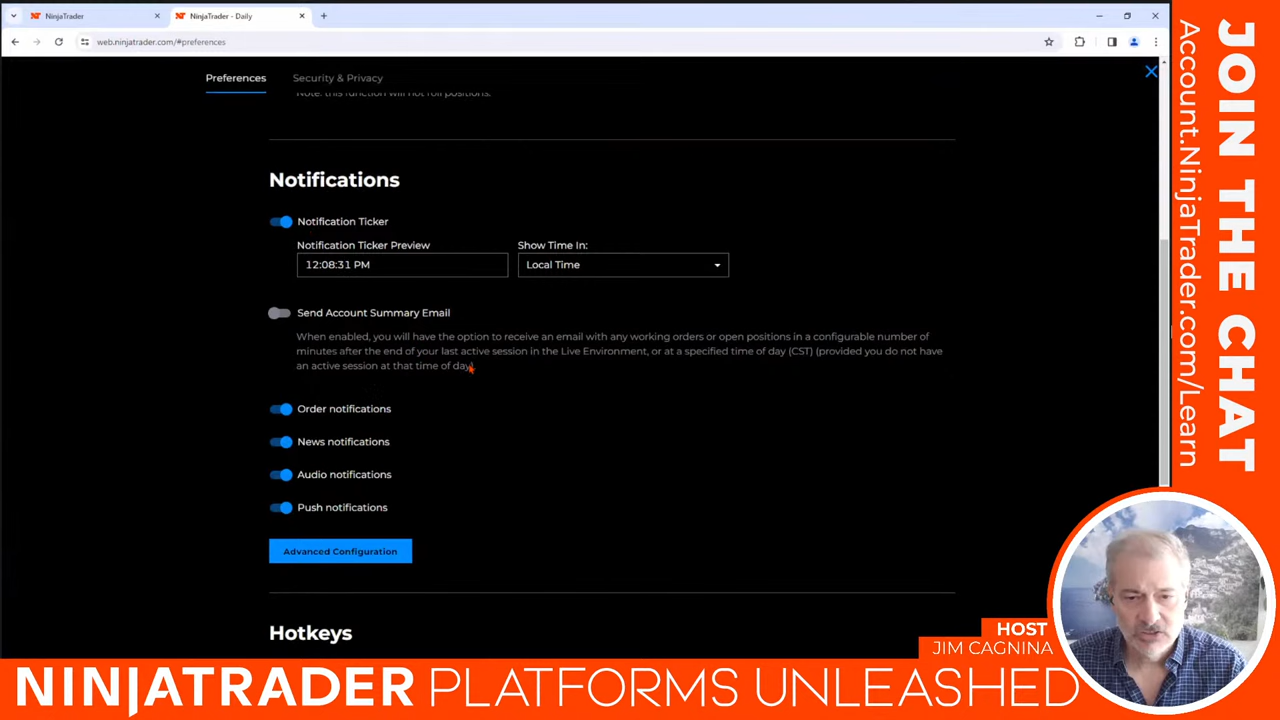 NinjaTrader
NinjaTrader - Daily
web.ninjatrader.com/#preferences
Preferences
Security & Privacy
Note: this function will not roll positions.
Notifications
Notification Ticker
Notification Ticker Preview
Show Time In:
12:08:31 PM
Local Time
Send Account Summary Email
When enabled, you will have the option to receive an email with any working orders or open positions in a configurable number of
minutes after the end of your last active session in the Live Environment, or at a specified time of day (CST) (provided you do not have
an active session at that time of day)
Order notifications
News notifications
Audio notifications
Push notifications
Advanced Configuration
Hotkeys
JOIN THE CHAT
Account.NinjaTrader.com/Learn
HOST
JIM CAGNINA
NINJATRADER PLATFORMS UNLEASHED